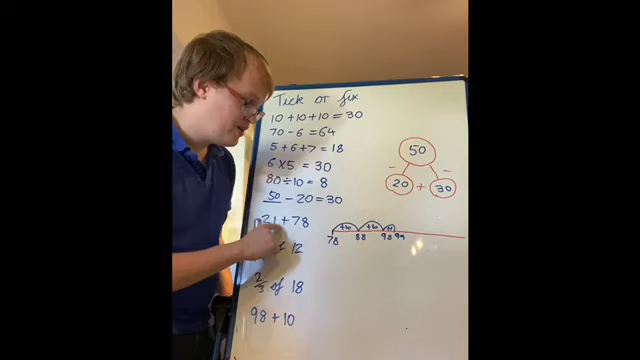 Tick or fix
10 + 10 + 10 = 30
70 - 6 = 64
5 + 6 + 7 = 18
6 x 5 = 30
80 ÷ 10 = 8
50 - 20 = 30
21 + 78
12
2/3 of 18
98 + 10
50
- -
20 + 30
+10 +10 +1
78 88 98 99